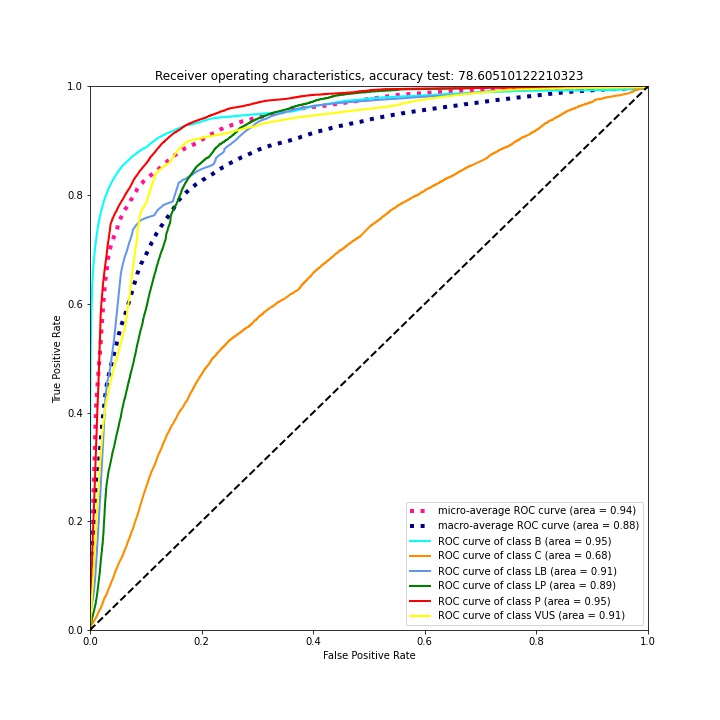 Receiver operating characteristics, accuracy test: 78.60510122210323
1.0
0.8
0.6
0.4
0.2
0.0
True Positive Rate
micro-average ROC curve (area = 0.94)
macro-average ROC curve (area = 0.88)
ROC curve of class B (area = 0.95)
ROC curve of class C (area = 0.68)
ROC curve of class LB (area = 0.91)
ROC curve of class LP (area = 0.89)
ROC curve of class P (area = 0.95)
ROC curve of class VUS (area = 0.91)
0.0 0.2 0.4 0.6 0.8 1.0
False Positive Rate